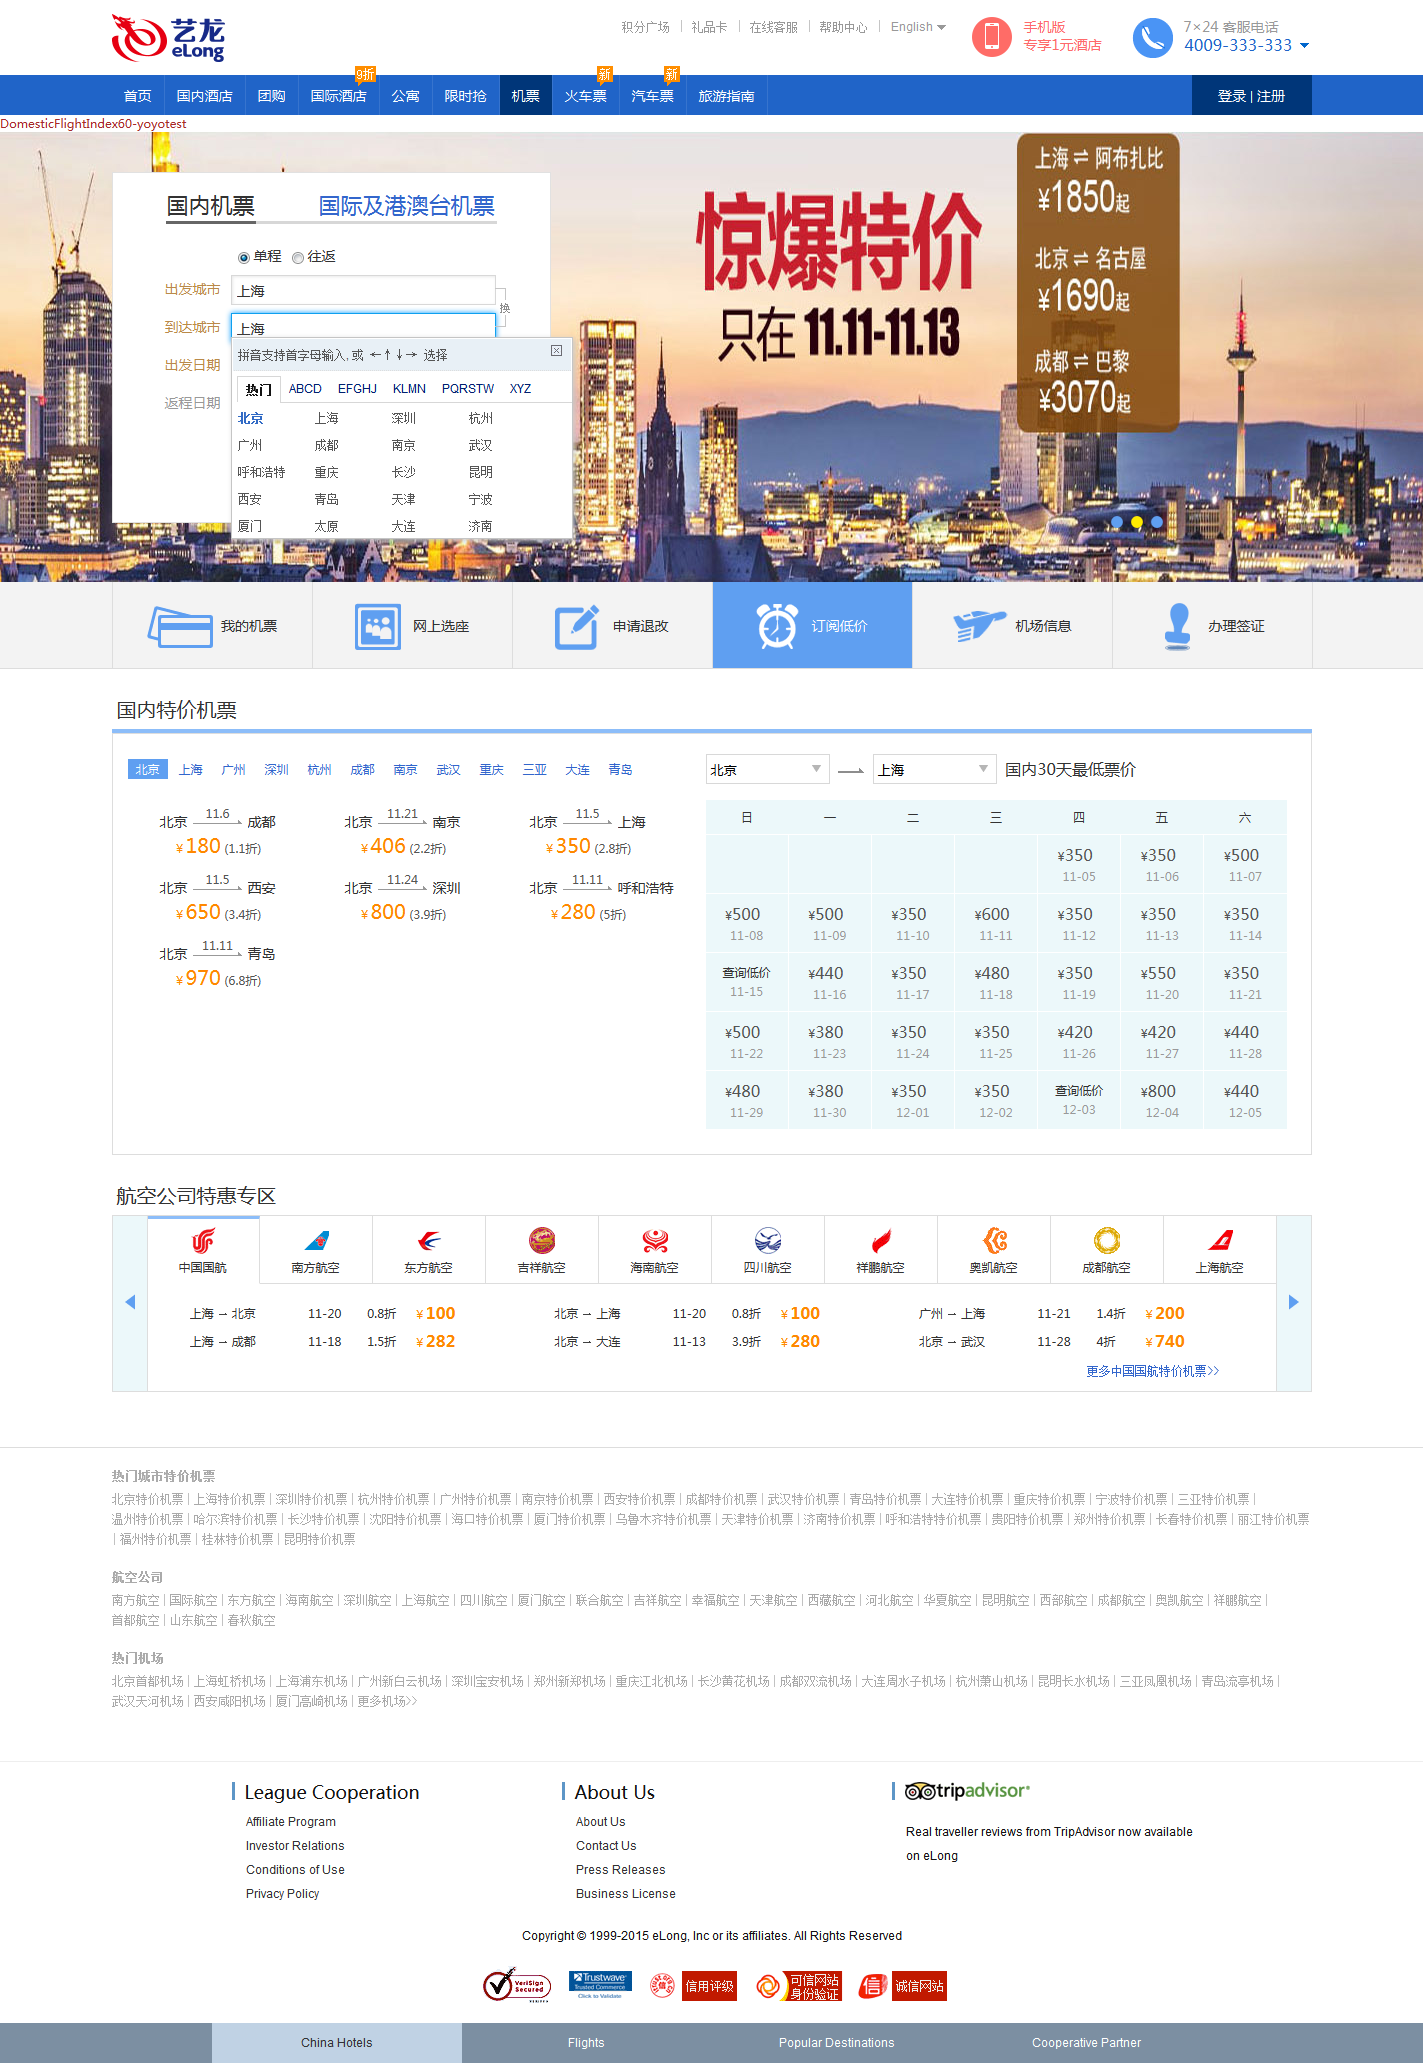 艺龙
eLong
积分广场 礼品卡 在线客服 帮助中心 English
手机版
专享1元酒店
7×24 客服电话
4009-333-333
9折 新 新
首页 国内酒店 团购 国际酒店 公寓 限时抢 机票 火车票 汽车票 旅游指南 登录 | 注册
DomesticFlightIndex60-yoyotest
国内机票 国际及港澳台机票
单程 往返
出发城市 上海
换
到达城市 上海
出发日期
返程日期
拼音支持首字母输入, 或 ←↑↓→ 选择
热门 ABCD EFGHJ KLMN PQRSTW XYZ
北京 上海 深圳 杭州
广州 成都 南京 武汉
呼和浩特 重庆 长沙 昆明
西安 青岛 天津 宁波
厦门 太原 大连 济南
惊爆特价
只在 11.11-11.13
上海 ⇌ 阿布扎比
¥1850起
北京 ⇌ 名古屋
¥1690起
成都 ⇌ 巴黎
¥3070起
我的机票 网上选座 申请退改 订阅低价 机场信息 办理签证
国内特价机票
北京 上海 广州 深圳 杭州 成都 南京 武汉 重庆 三亚 大连 青岛
北京 11.6 成都 北京 11.21 南京 北京 11.5 上海
¥180 (1.1折) ¥406 (2.2折) ¥350 (2.8折)
北京 11.5 西安 北京 11.24 深圳 北京 11.11 呼和浩特
¥650 (3.4折) ¥800 (3.9折) ¥280 (5折)
北京 11.11 青岛
¥970 (6.8折)
北京 上海 国内30天最低票价
日 一 二 三 四 五 六
¥350 ¥350 ¥500
11-05 11-06 11-07
¥500 ¥500 ¥350 ¥600 ¥350 ¥350 ¥350
11-08 11-09 11-10 11-11 11-12 11-13 11-14
查询低价 ¥440 ¥350 ¥480 ¥350 ¥550 ¥350
11-15 11-16 11-17 11-18 11-19 11-20 11-21
¥500 ¥380 ¥350 ¥350 ¥420 ¥420 ¥440
11-22 11-23 11-24 11-25 11-26 11-27 11-28
¥480 ¥380 ¥350 ¥350 查询低价 ¥800 ¥440
11-29 11-30 12-01 12-02 12-03 12-04 12-05
航空公司特惠专区
中国国航 南方航空 东方航空 吉祥航空 海南航空 四川航空 祥鹏航空 奥凯航空 成都航空 上海航空
上海 → 北京 11-20 0.8折 ¥100 北京 → 上海 11-20 0.8折 ¥100 广州 → 上海 11-21 1.4折 ¥200
上海 → 成都 11-18 1.5折 ¥282 北京 → 大连 11-13 3.9折 ¥280 北京 → 武汉 11-28 4折 ¥740
更多中国国航特价机票>>
热门城市特价机票
北京特价机票 | 上海特价机票 | 深圳特价机票 | 杭州特价机票 | 广州特价机票 | 南京特价机票 | 西安特价机票 | 成都特价机票 | 武汉特价机票 | 青岛特价机票 | 大连特价机票 | 重庆特价机票 | 宁波特价机票 | 三亚特价机票 |
温州特价机票 | 哈尔滨特价机票 | 长沙特价机票 | 沈阳特价机票 | 海口特价机票 | 厦门特价机票 | 乌鲁木齐特价机票 | 天津特价机票 | 济南特价机票 | 呼和浩特特价机票 | 贵阳特价机票 | 郑州特价机票 | 长春特价机票 | 丽江特价机票
| 福州特价机票 | 桂林特价机票 | 昆明特价机票
航空公司
南方航空 | 国际航空 | 东方航空 | 海南航空 | 深圳航空 | 上海航空 | 四川航空 | 厦门航空 | 联合航空 | 吉祥航空 | 幸福航空 | 天津航空 | 西藏航空 | 河北航空 | 华夏航空 | 昆明航空 | 西部航空 | 成都航空 | 奥凯航空 | 祥鹏航空 |
首都航空 | 山东航空 | 春秋航空
热门机场
北京首都机场 | 上海虹桥机场 | 上海浦东机场 | 广州新白云机场 | 深圳宝安机场 | 郑州新郑机场 | 重庆江北机场 | 长沙黄花机场 | 成都双流机场 | 大连周水子机场 | 杭州萧山机场 | 昆明长水机场 | 三亚凤凰机场 | 青岛流亭机场 |
武汉天河机场 | 西安咸阳机场 | 厦门高崎机场 | 更多机场>>
League Cooperation
Affiliate Program
Investor Relations
Conditions of Use
Privacy Policy
About Us
About Us
Contact Us
Press Releases
Business License
tripadvisor
Real traveller reviews from TripAdvisor now available
on eLong
Copyright © 1999-2015 eLong, Inc or its affiliates. All Rights Reserved
VeriSign
Secured
Trustwave
Trusted Commerce
Click to Validate
信用评级
可信网站
身份验证
诚信网站
China Hotels Flights Popular Destinations Cooperative Partner